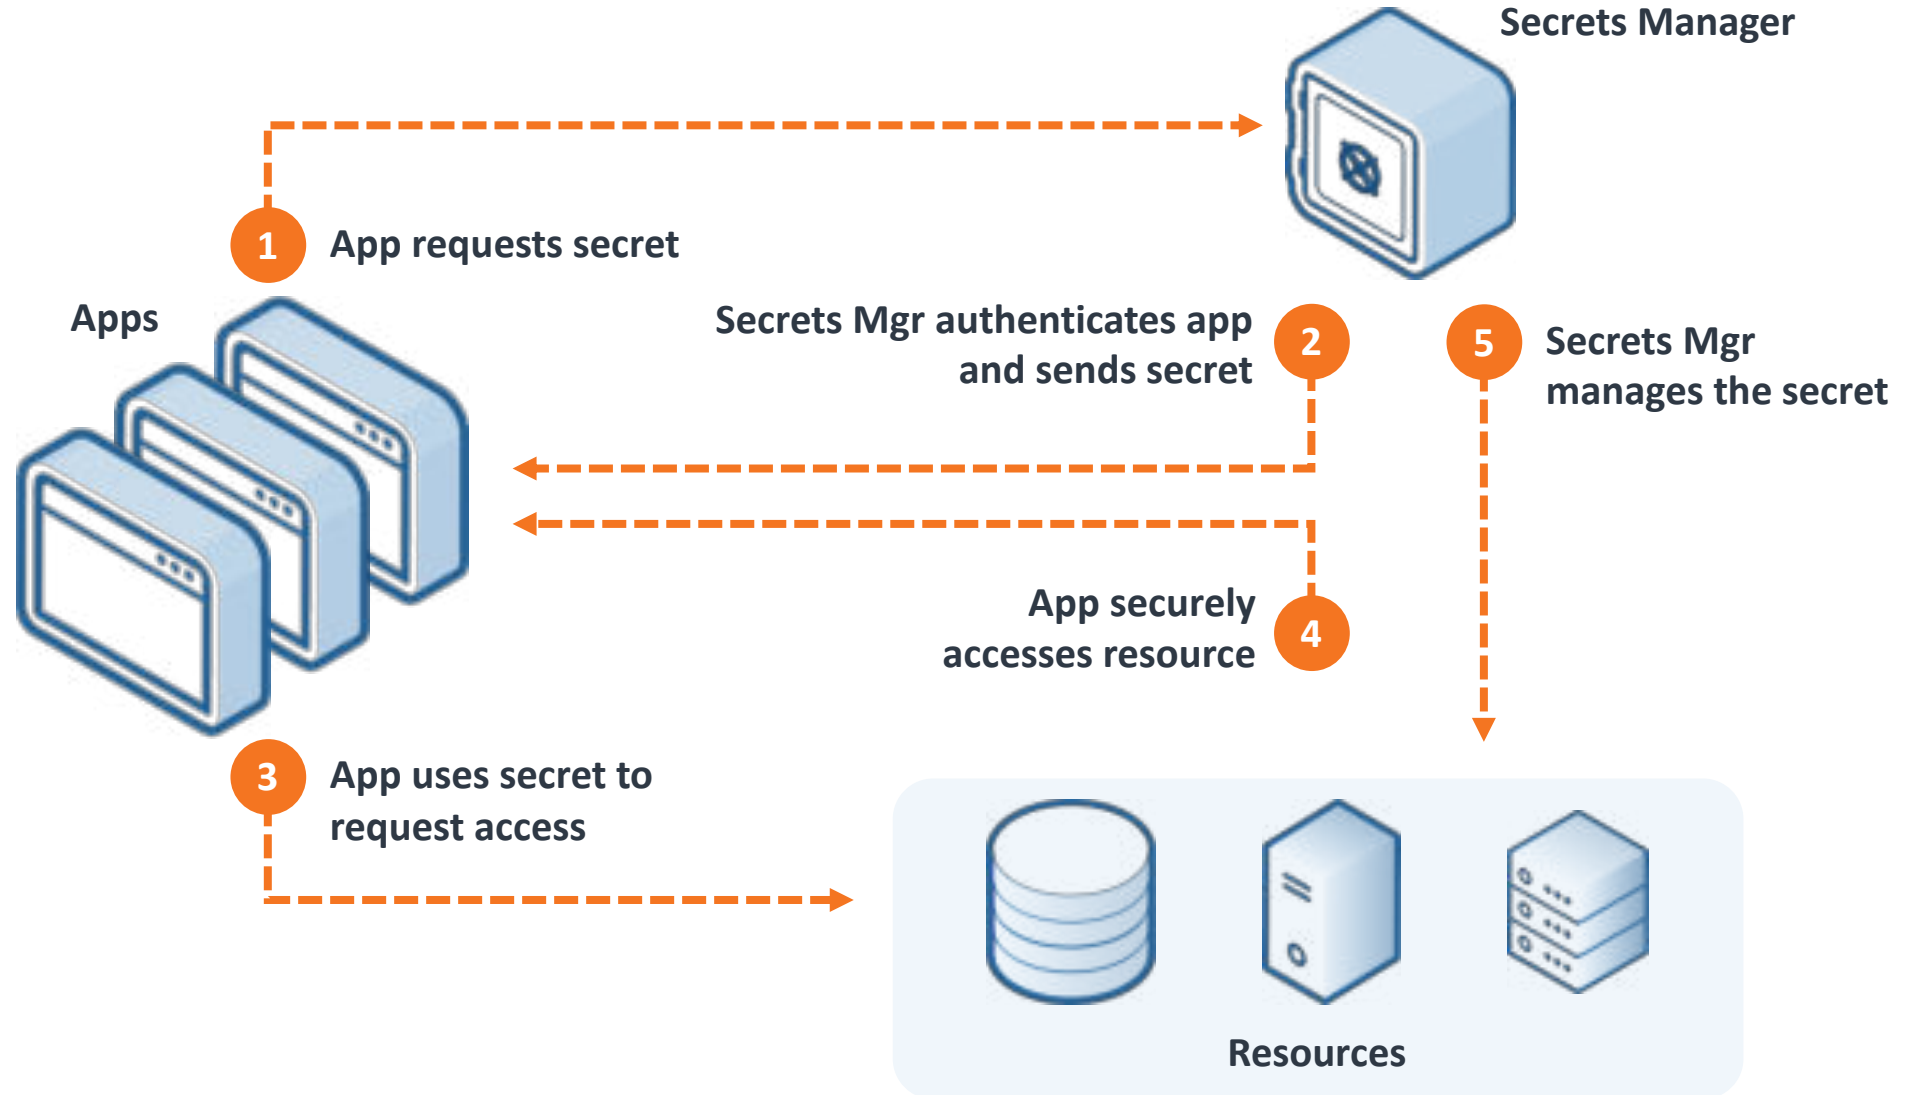 Secrets Manager
1 App requests secret
Apps
Secrets Mgr authenticates app
and sends secret
2
5
Secrets Mgr
manages the secret
App securely
accesses resource
4
3
App uses secret to
request access
Resources